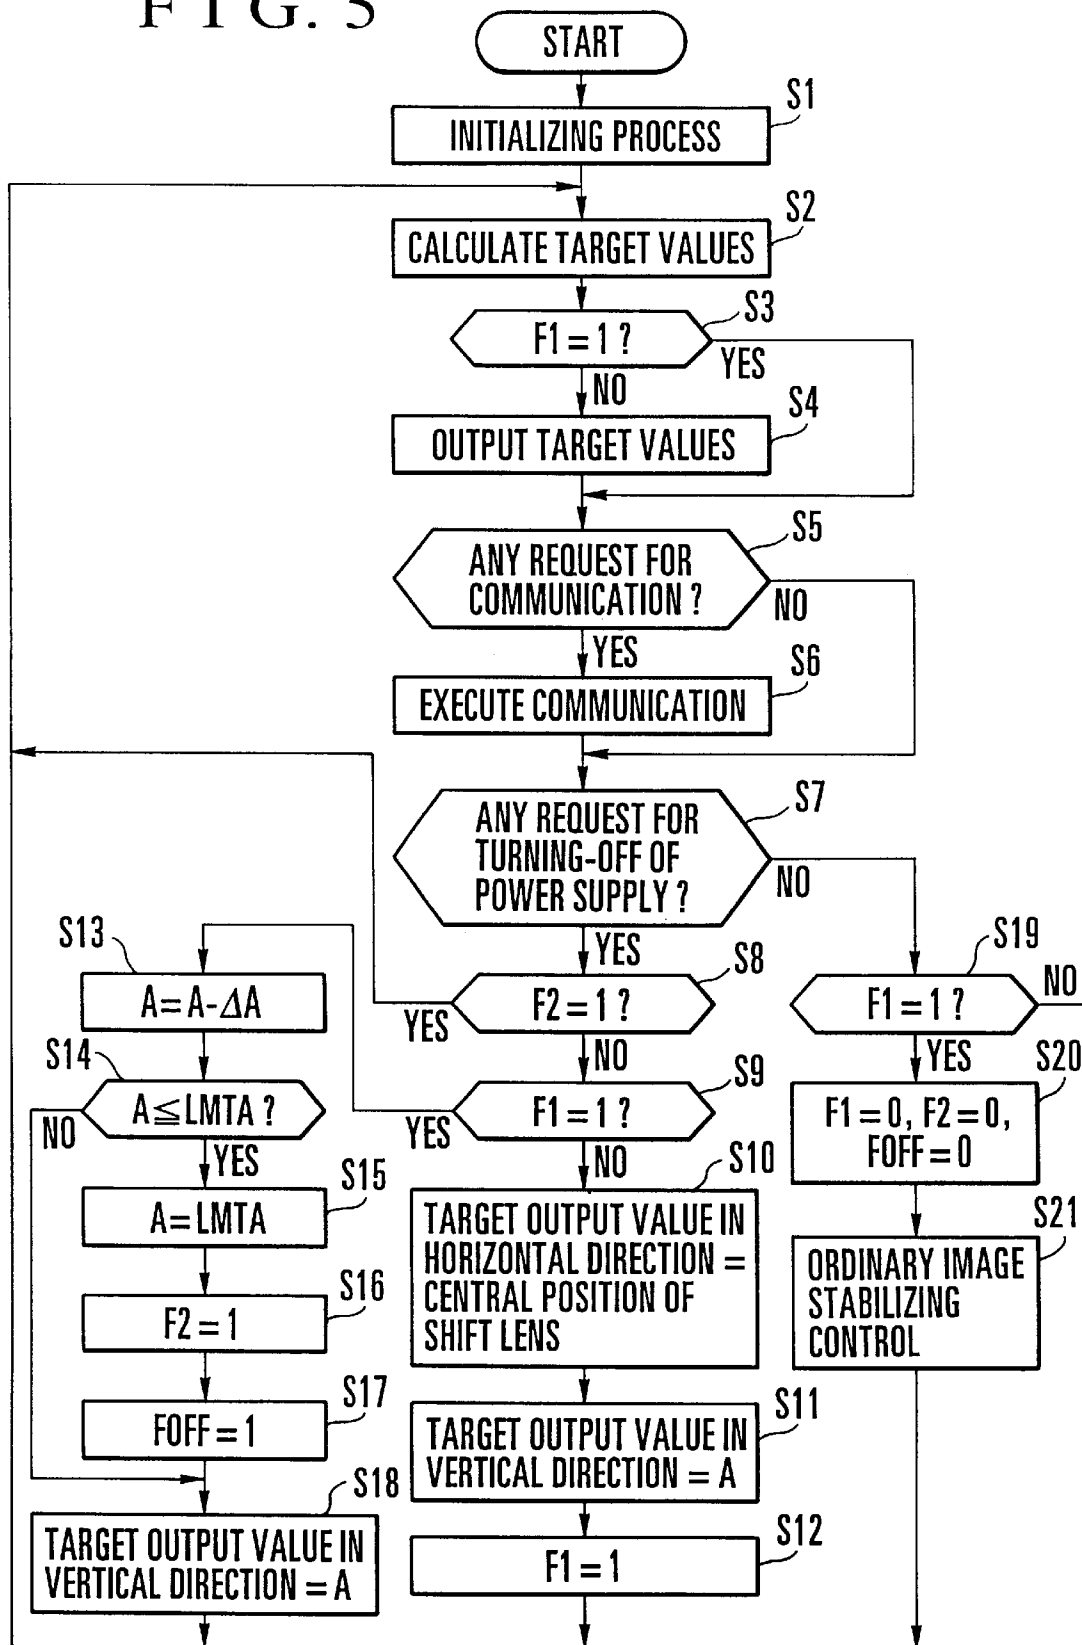 FIG. 5
START
S1
INITIALIZING PROCESS
S2
CALCULATE TARGET VALUES
S3
F1 = 1 ?
YES
NO
S4
OUTPUT TARGET VALUES
S5
ANY REQUEST FOR
COMMUNICATION ?
NO
YES
S6
EXECUTE COMMUNICATION
S7
ANY REQUEST FOR
TURNING-OFF OF
POWER SUPPLY ?
NO
YES
S8
F2 = 1 ?
YES
NO
S9
F1 = 1 ?
YES
NO
S10
TARGET OUTPUT VALUE IN
HORIZONTAL DIRECTION =
CENTRAL POSITION OF
SHIFT LENS
S11
TARGET OUTPUT VALUE IN
VERTICAL DIRECTION = A
S12
F1 = 1
S13
A = A - ΔA
S14
A ≦ LMTA ?
NO
YES
S15
A = LMTA
S16
F2 = 1
S17
FOFF = 1
S18
TARGET OUTPUT VALUE IN
VERTICAL DIRECTION = A
S19
F1 = 1 ?
NO
YES
S20
F1 = 0, F2 = 0,
FOFF = 0
S21
ORDINARY IMAGE
STABILIZING
CONTROL